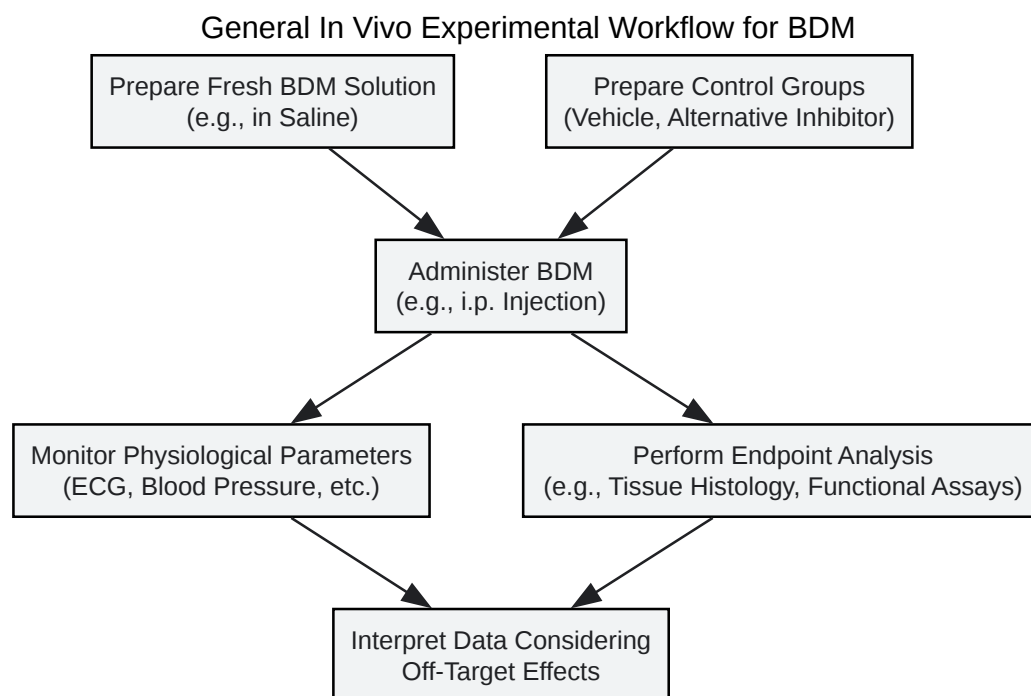 General In Vivo Experimental Workflow for BDM
Prepare Fresh BDM Solution
(e.g., in Saline)
Prepare Control Groups
(Vehicle, Alternative Inhibitor)
Administer BDM
(e.g., i.p. Injection)
Monitor Physiological Parameters
(ECG, Blood Pressure, etc.)
Perform Endpoint Analysis
(e.g., Tissue Histology, Functional Assays)
Interpret Data Considering
Off-Target Effects